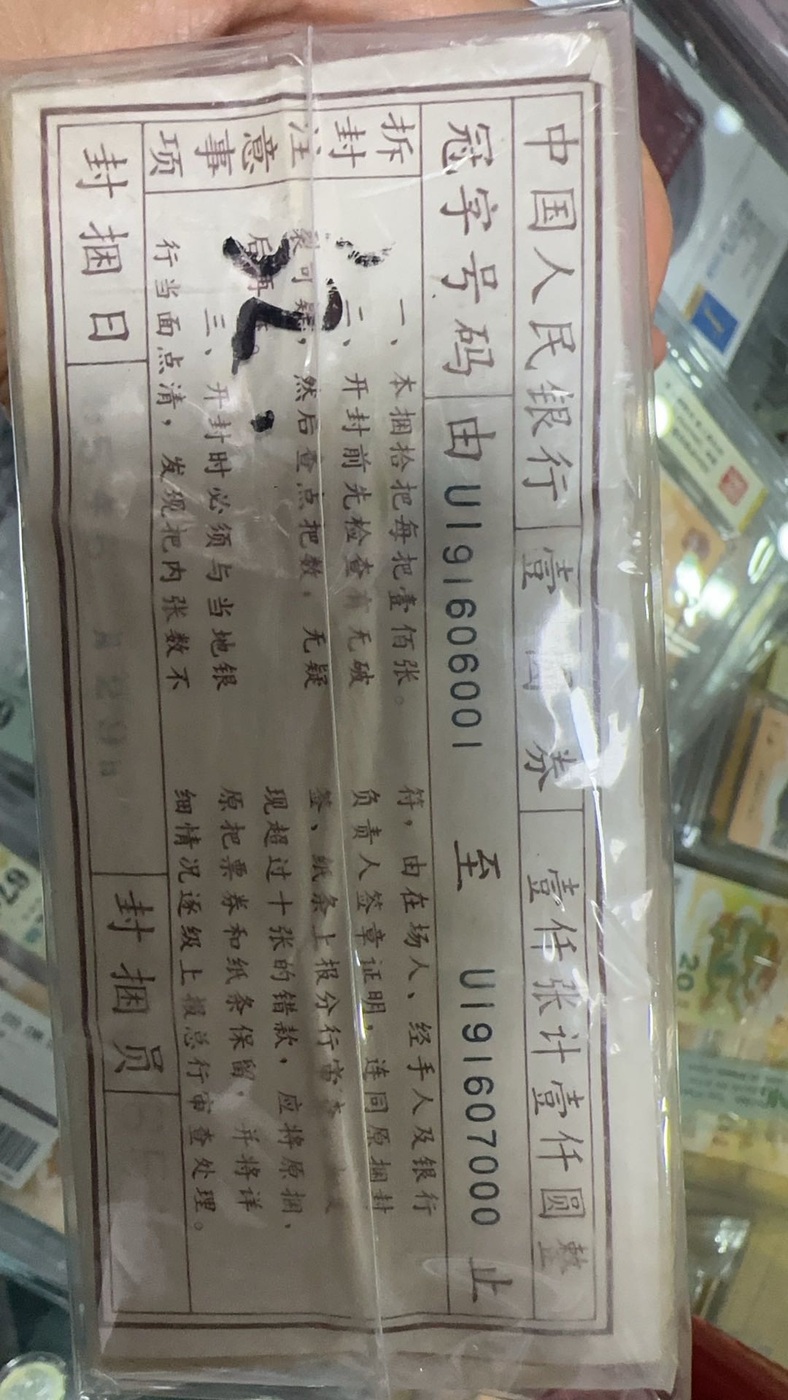 中国人民银行 壹 券 壹仟张计壹仟圆整
冠字号码 由 UI91606001 至 UI91607000 止
拆封注意事项
一、本捆拾把每把壹佰张。
二、开封前先检查有无破
裂可疑，然后查点把数，无疑
后再
三、开封时必须与当地银
行当面点清，发现把内张数不
符，由在场人、经手人及银行
负责人签章证明，连同原捆封
签、纸条上报分行审
现超过十张的错款，应将原捆、
原把票券和纸条保留，并将详
细情况逐级上报总行审查处理。
封捆日
封捆员